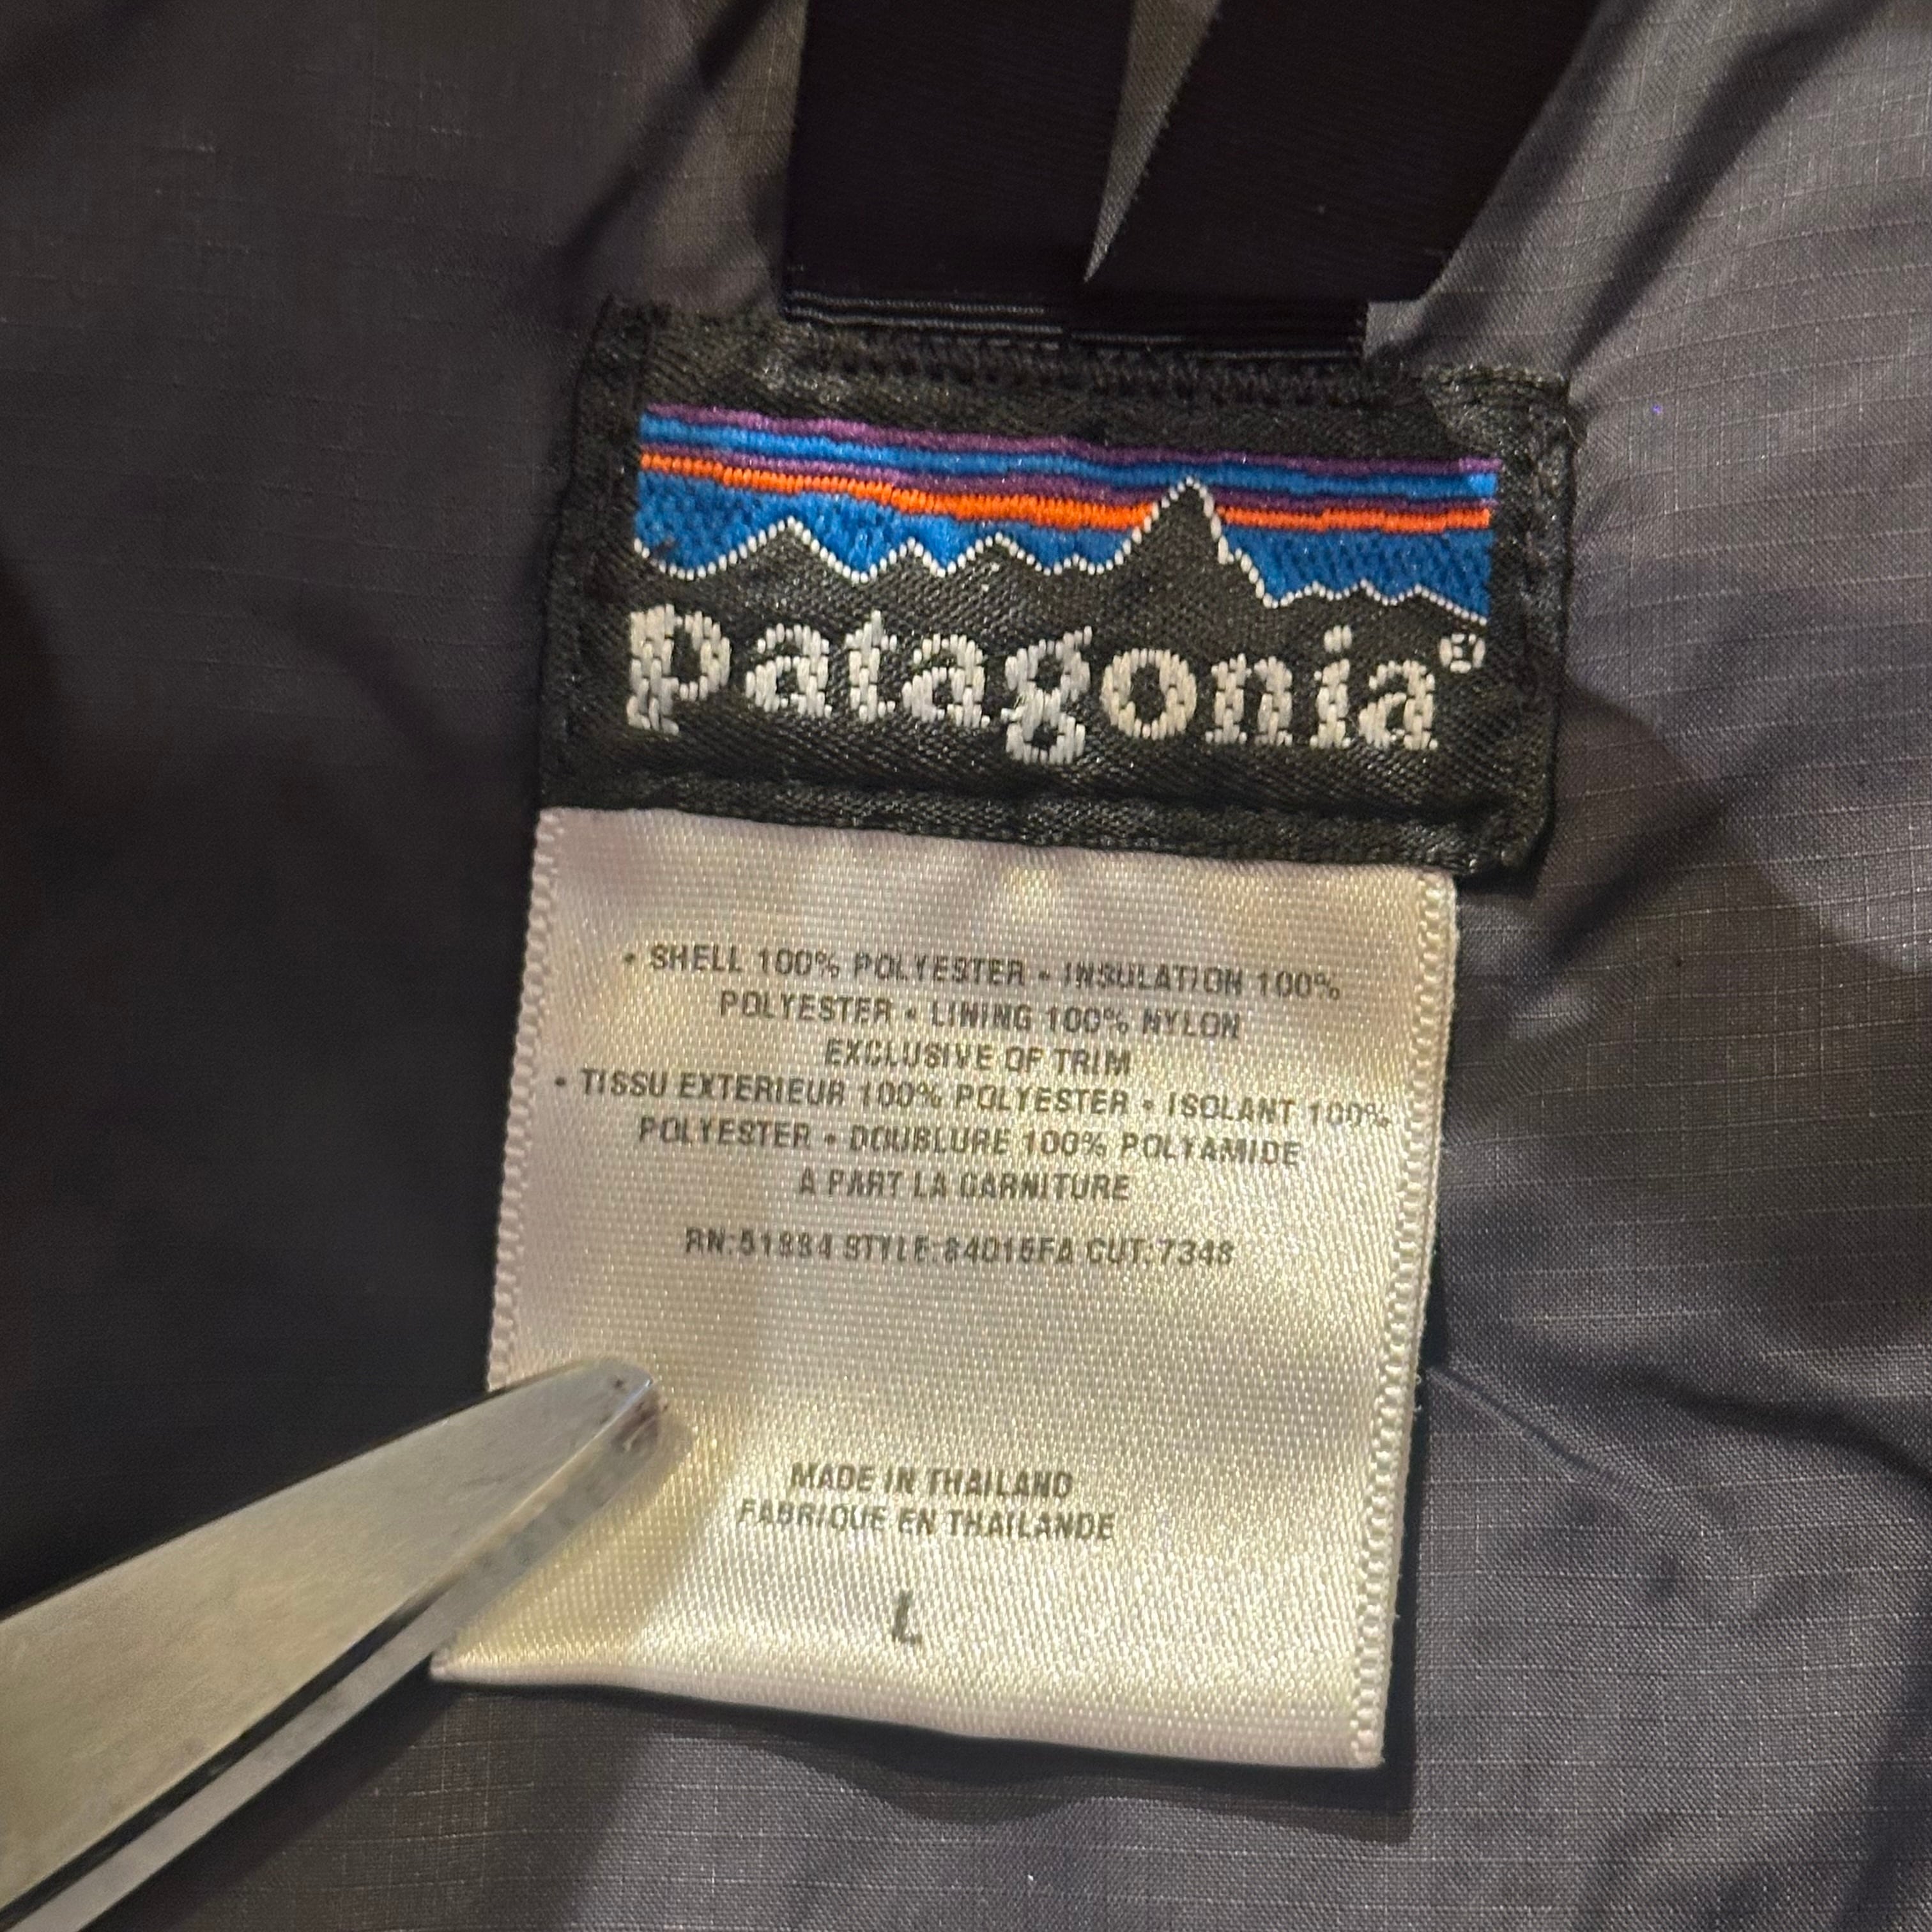 patagonia®
• SHELL 100% POLYESTER • INSULATION 100%
POLYESTER • LINING 100% NYLON
EXCLUSIVE OF TRIM
• TISSU EXTERIEUR 100% POLYESTER • ISOLANT 100%
POLYESTER • DOUBLURE 100% POLYAMIDE
A PART LA GARNITURE
RN:51884 STYLE:84015FA CUT:7348
MADE IN THAILAND
FABRIQUE EN THAILANDE
L